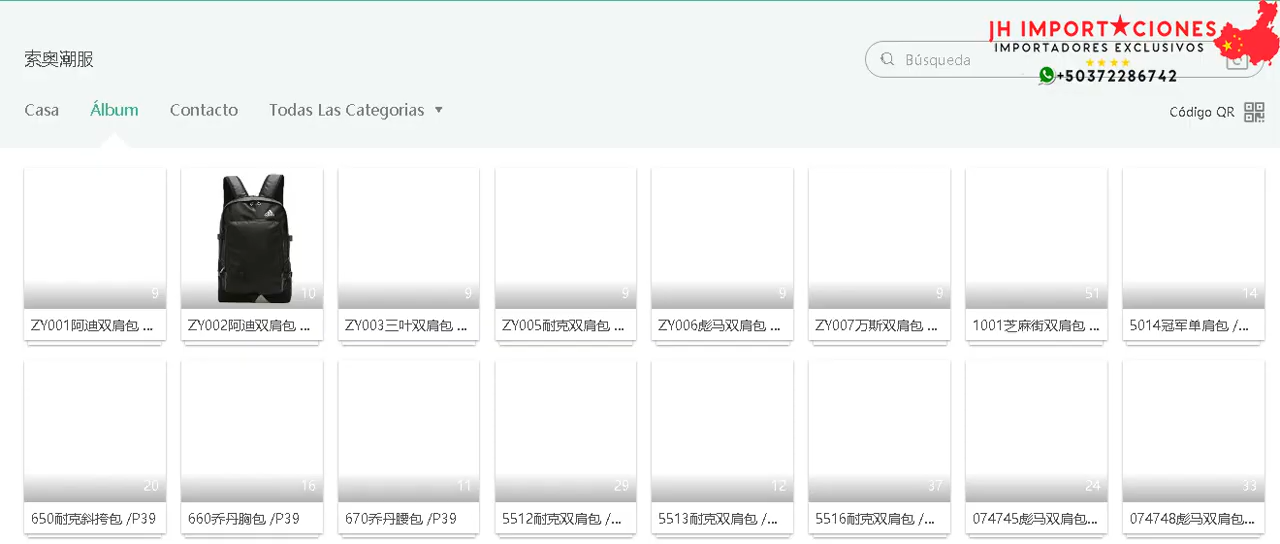 JH IMPORT★CIONES
IMPORTADORES EXCLUSIVOS
+50372286742
索奥潮服
Búsqueda
Casa Álbum Contacto Todas Las Categorias
Código QR
9 10 9 9 9 9 51 14
ZY001阿迪双肩包 ... ZY002阿迪双肩包 ... ZY003三叶双肩包 ... ZY005耐克双肩包 ... ZY006彪马双肩包 ... ZY007万斯双肩包 ... 1001芝麻街双肩包 ... 5014冠军单肩包 /...
20 16 11 29 12 37 24 33
650耐克斜挎包 /P39 660乔丹胸包 /P39 670乔丹腰包 /P39 5512耐克双肩包 /... 5513耐克双肩包 /... 5516耐克双肩包 /... 074745彪马双肩包... 074748彪马双肩包...